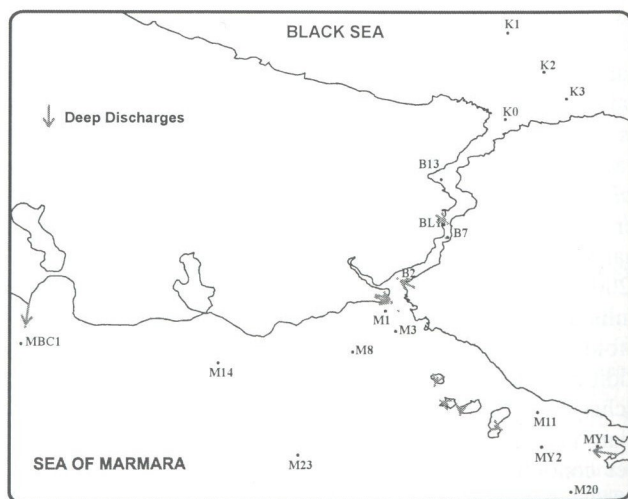 K1
BLACK SEA
K2
K3
Deep Discharges
K0
B13
BL1
B7
B2
M1
M3
MBC1
M8
M14
M11
MY1
MY2
M23
SEA OF MARMARA
M20